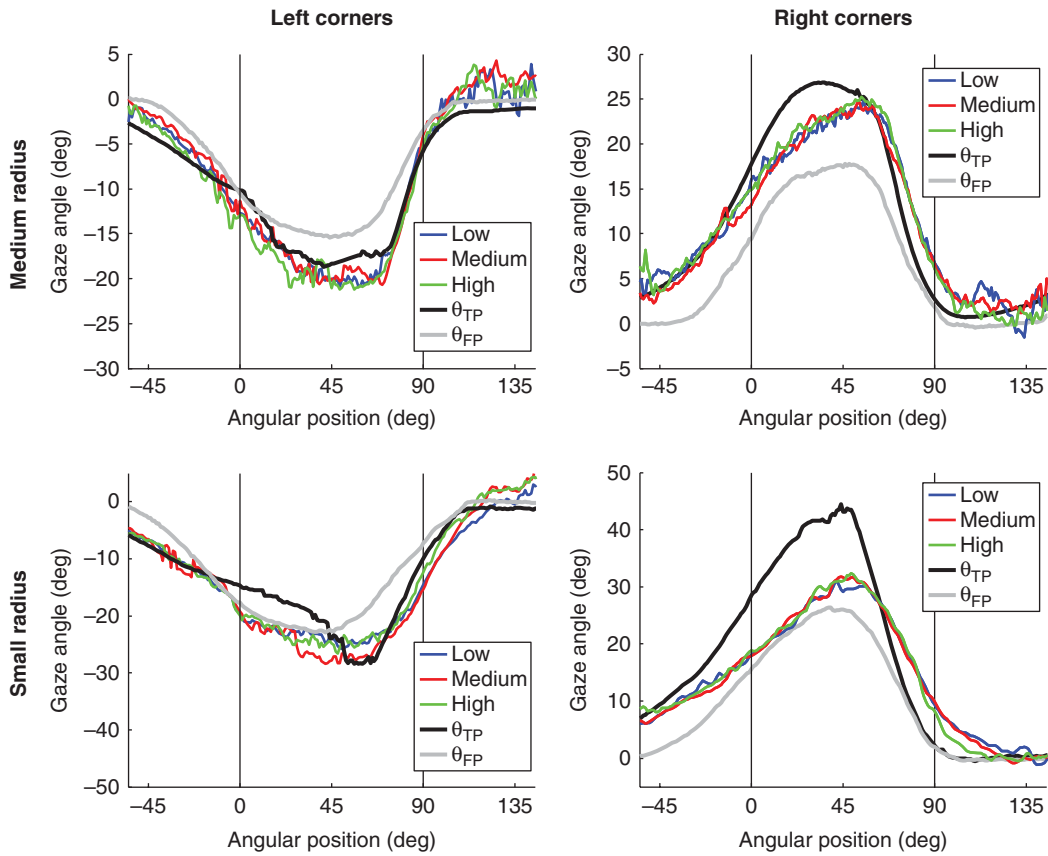 Left corners
Right corners
Medium radius
Gaze angle (deg)
5
0
−5
−10
−15
−20
−25
−30
−45
0
45
90
135
Angular position (deg)
Low
Medium
High
θTP
θFP
Gaze angle (deg)
30
25
20
15
10
5
0
−5
−45
0
45
90
135
Angular position (deg)
Low
Medium
High
θTP
θFP
Small radius
Gaze angle (deg)
0
−10
−20
−30
−40
−50
−45
0
45
90
135
Angular position (deg)
Low
Medium
High
θTP
θFP
Gaze angle (deg)
50
40
30
20
10
0
−45
0
45
90
135
Angular position (deg)
Low
Medium
High
θTP
θFP